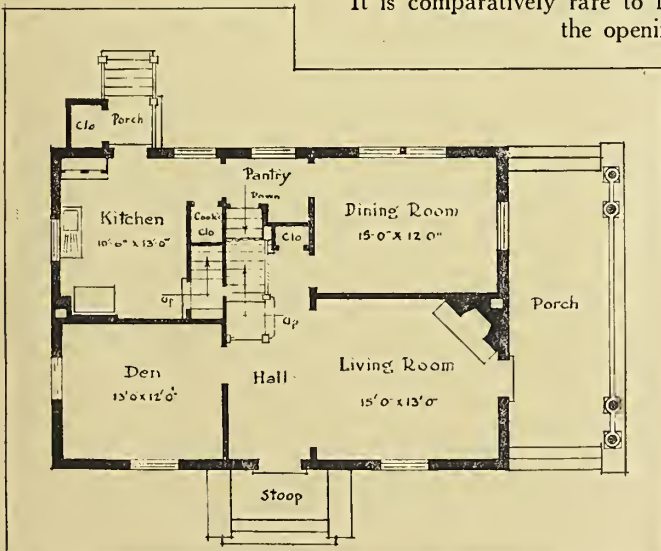 It is comparatively rare to
the openi
Clo
Porch
Pantry
Down
Kitchen
10'-6" x 13'-0"
Cook's
Clo
Clo
Dining Room
15-0" x 12 0"
Up
Up
Porch
Den
13'0 x 12'0"
Hall
Living Room
15'0" x 13'0"
Stoop